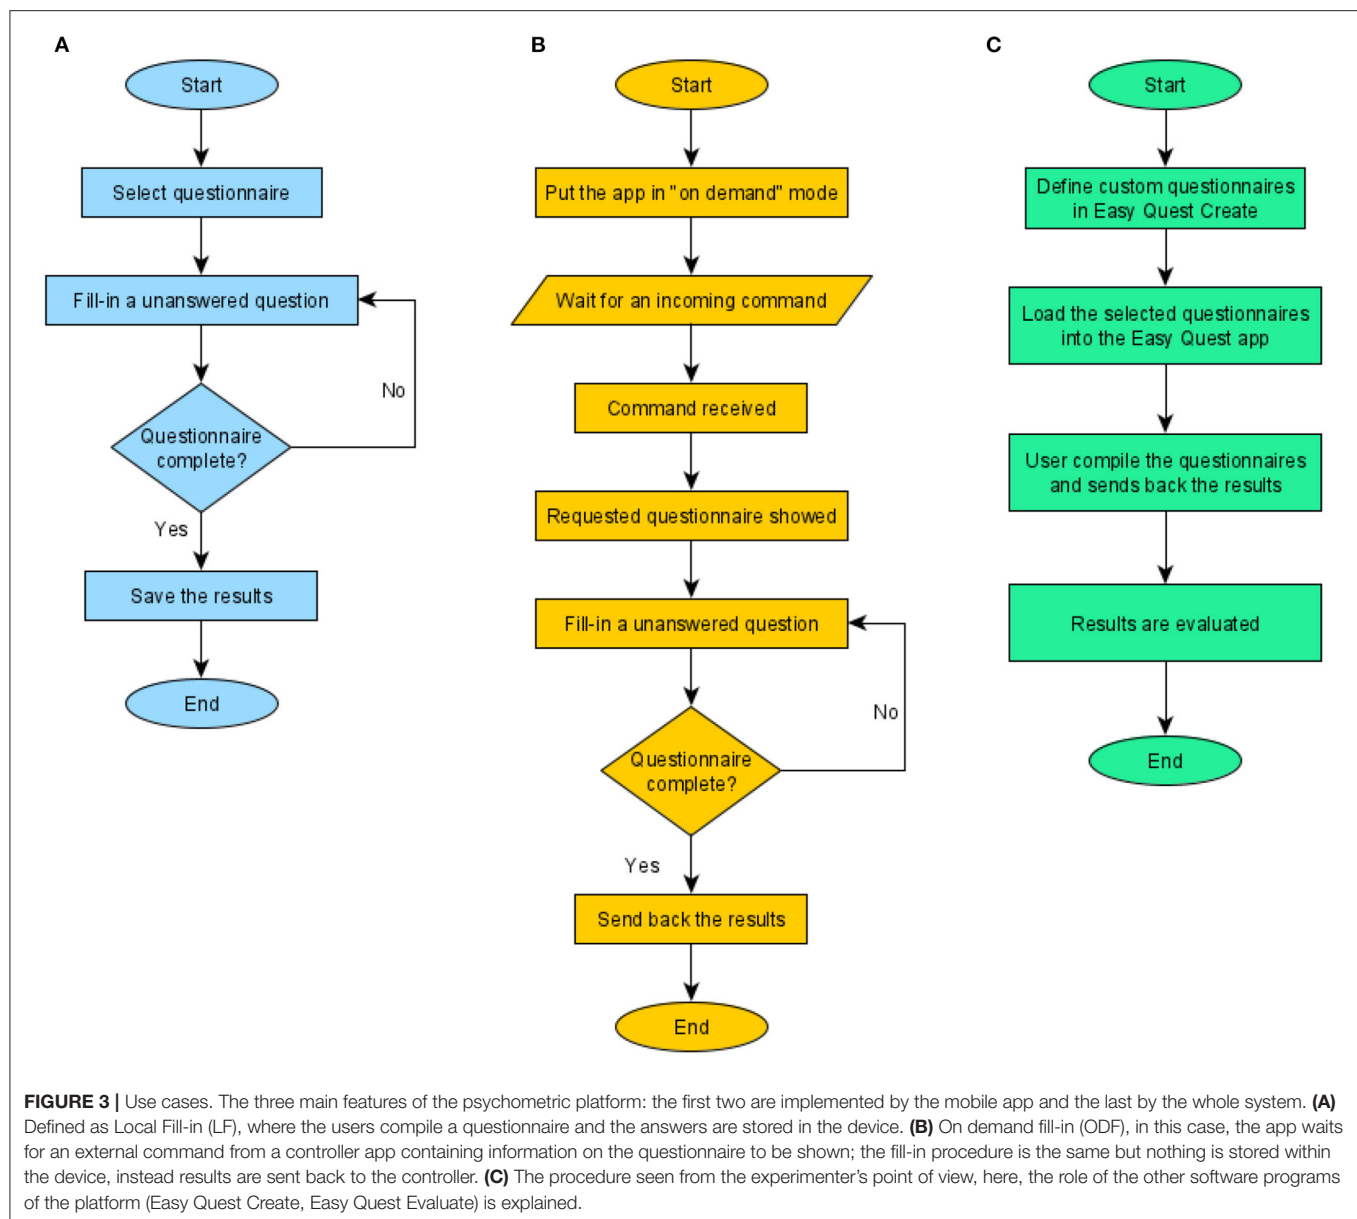 A
Start
Select questionnaire
Fill-in a unanswered question
No
Questionnaire
complete?
Yes
Save the results
End
B
Start
Put the app in "on demand" mode
Wait for an incoming command
Command received
Requested questionnaire showed
Fill-in a unanswered question
No
Questionnaire
complete?
Yes
Send back the results
End
C
Start
Define custom questionnaires
in Easy Quest Create
Load the selected questionnaires
into the Easy Quest app
User compile the questionnaires
and sends back the results
Results are evaluated
End
FIGURE 3 | Use cases. The three main features of the psychometric platform: the first two are implemented by the mobile app and the last by the whole system. (A)
Defined as Local Fill-in (LF), where the users compile a questionnaire and the answers are stored in the device. (B) On demand fill-in (ODF), in this case, the app waits
for an external command from a controller app containing information on the questionnaire to be shown; the fill-in procedure is the same but nothing is stored within
the device, instead results are sent back to the controller. (C) The procedure seen from the experimenter's point of view, here, the role of the other software programs
of the platform (Easy Quest Create, Easy Quest Evaluate) is explained.